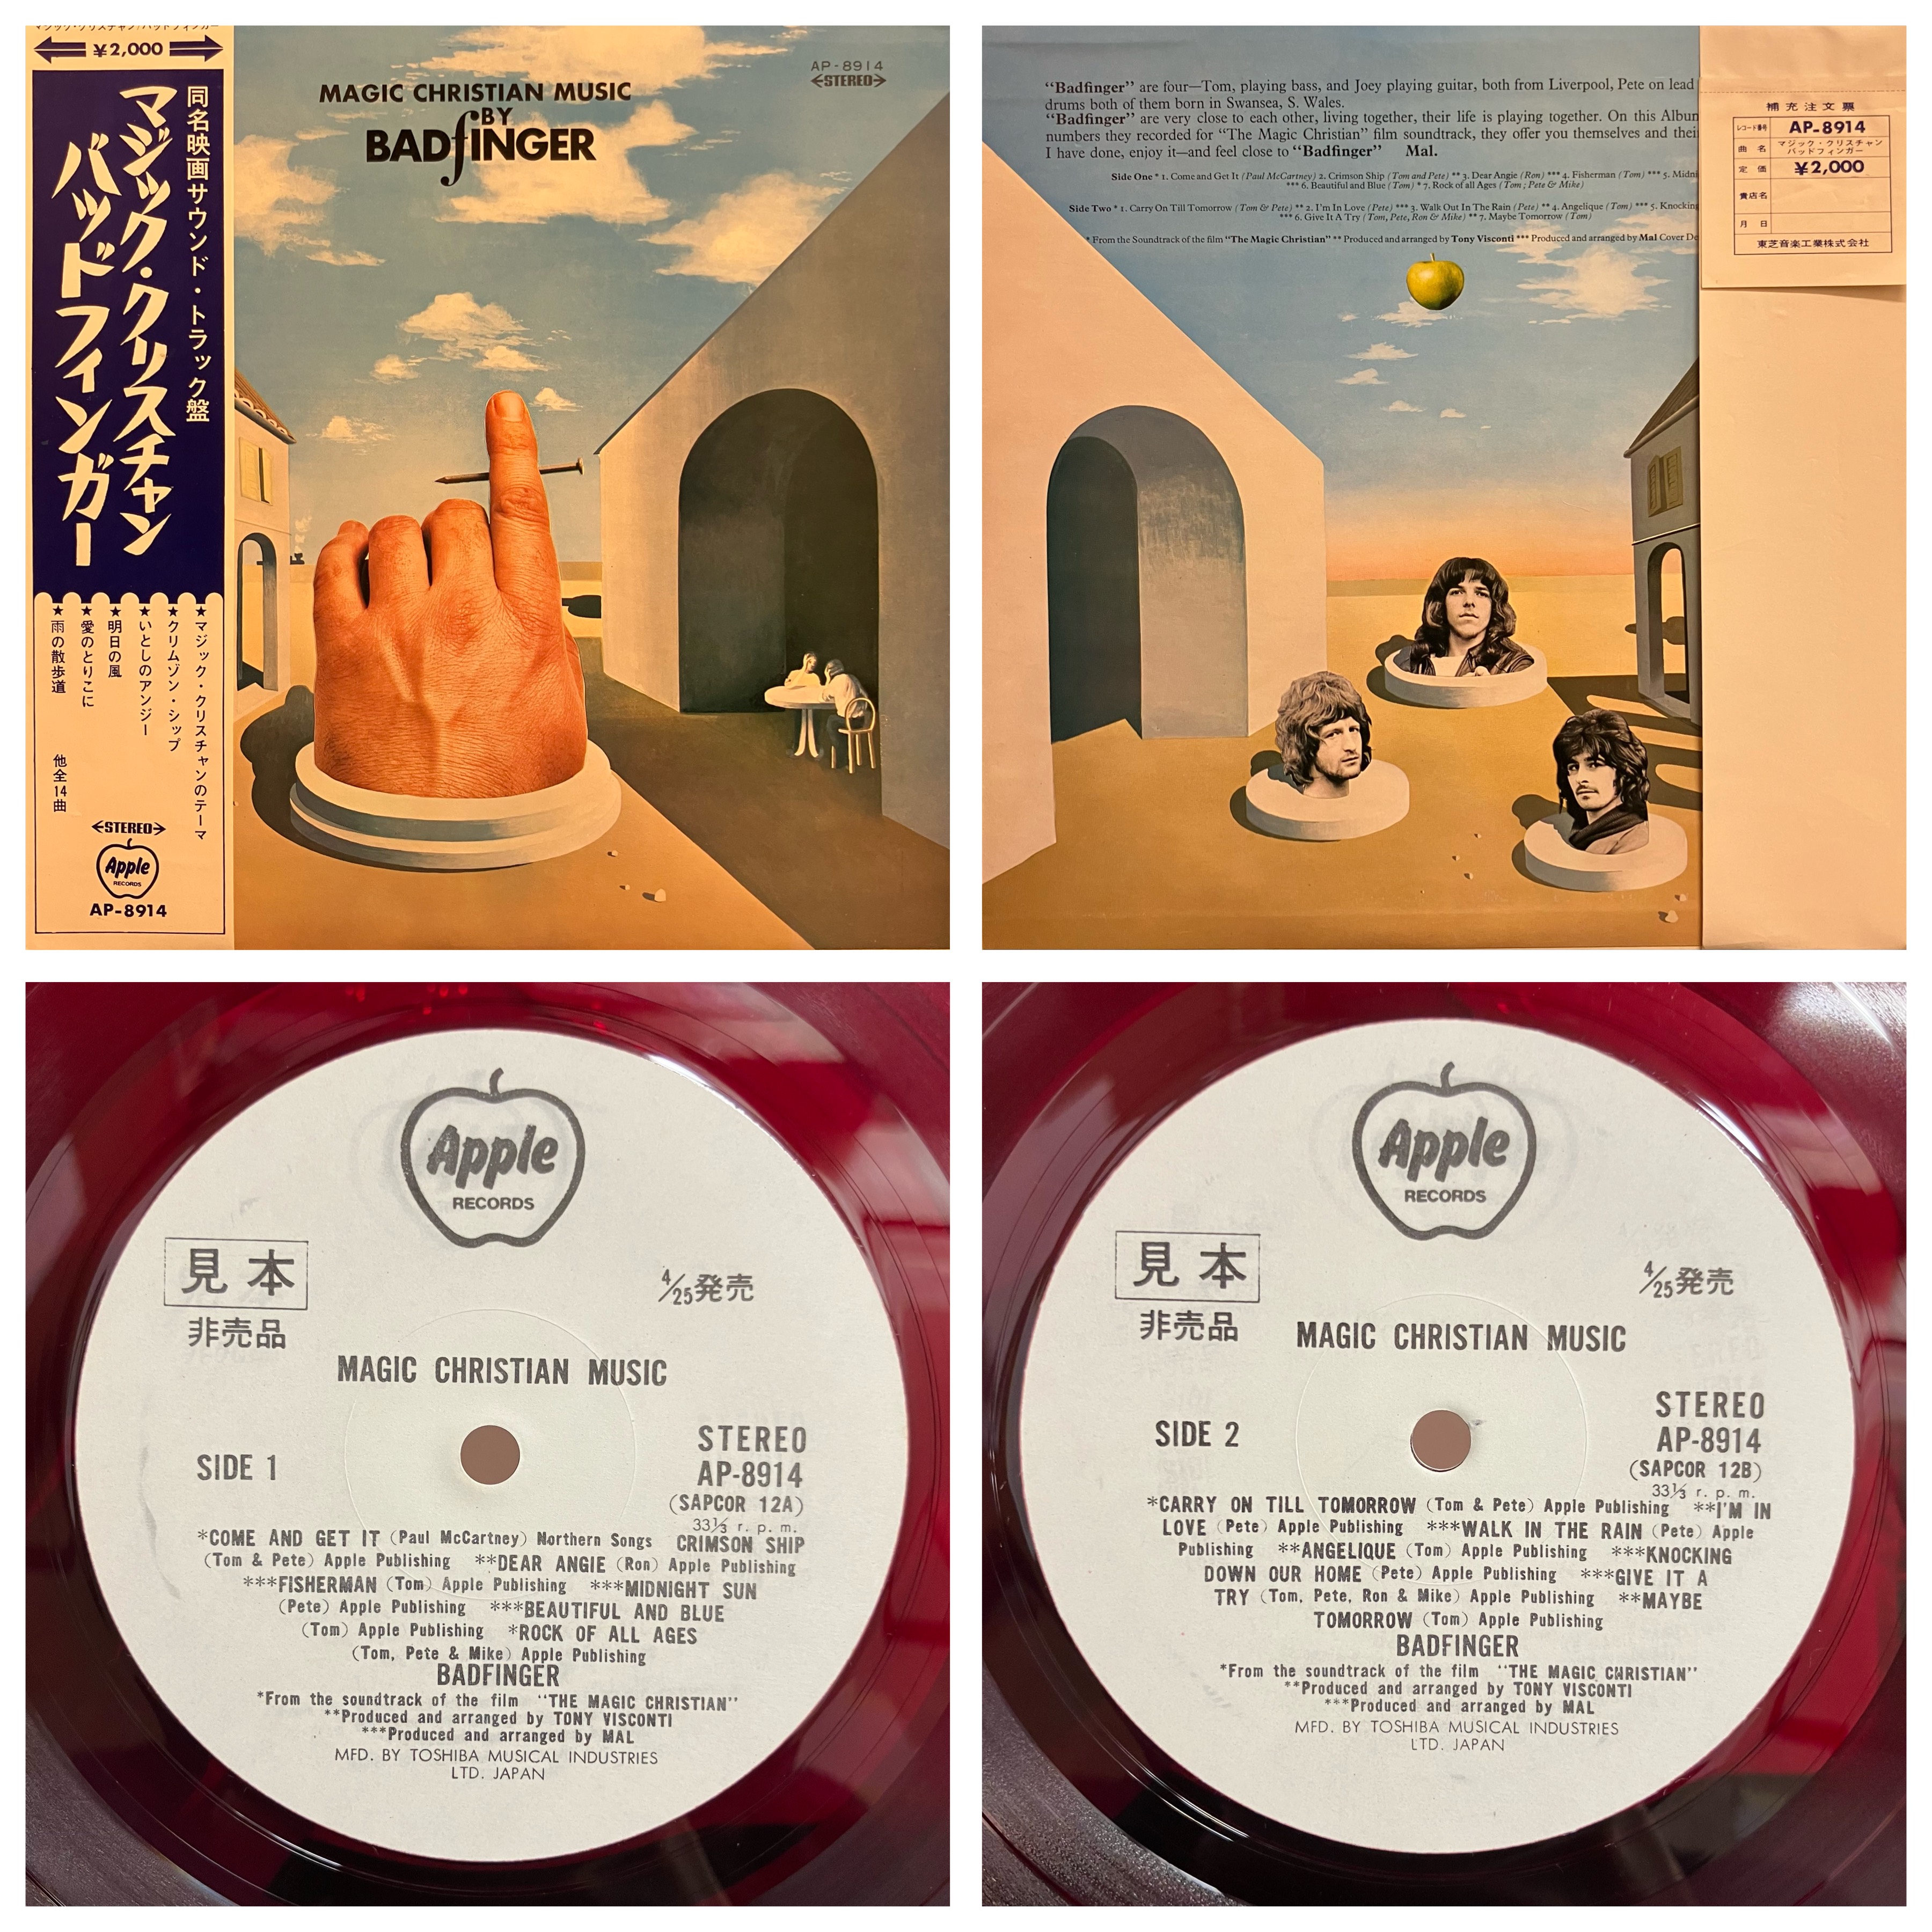 ¥2,000
同名映画サウンド・トラック盤
マジック・クリスチャン
バッドフィンガー
★マジック・クリスチャンのテーマ
★クリムゾン・シップ
★いとしのアンジー
★明日の風
★愛のとりこに
★雨の散歩道
他全14曲
STEREO
Apple
RECORDS
AP-8914
AP-8914
STEREO
MAGIC CHRISTIAN MUSIC
BY
BADfINGER
“Badfinger” are four—Tom, playing bass, and Joey playing guitar, both from Liverpool, Pete on lead
drums both of them born in Swansea, S. Wales.
“Badfinger” are very close to each other, living together, their life is playing together. On this Album
numbers they recorded for “The Magic Christian” film soundtrack, they offer you themselves and their
I have done, enjoy it—and feel close to “Badfinger” Mal.
Side One * 1. Come and Get It (Paul McCartney) 2. Crimson Ship (Tom and Pete) ** 3. Dear Angie (Ron) *** 4. Fisherman (Tom) *** 5. Midni
*** 6. Beautiful and Blue (Tom) * 7. Rock of all Ages (Tom; Pete & Mike)
Side Two * 1. Carry On Till Tomorrow (Tom & Pete) ** 2. I'm In Love (Pete) *** 3. Walk Out In The Rain (Pete) ** 4. Angelique (Tom) *** 5. Knocking
*** 6. Give It A Try (Tom, Pete, Ron & Mike) ** 7. Maybe Tomorrow (Tom)
* From the Soundtrack of the film “The Magic Christian” ** Produced and arranged by Tony Visconti *** Produced and arranged by Mal Cover De
補充注文票
レコード番号 AP-8914
曲名 マジック・クリスチャン
バッドフィンガー
定価 ¥2,000
貴店名
月日
東芝音楽工業株式会社
Apple
RECORDS
見本
非売品
4/25発売
MAGIC CHRISTIAN MUSIC
SIDE 1
STEREO
AP-8914
(SAPCOR 12A)
33⅓ r. p. m.
*COME AND GET IT (Paul McCartney) Northern Songs CRIMSON SHIP
(Tom & Pete) Apple Publishing **DEAR ANGIE (Ron) Apple Publishing
***FISHERMAN (Tom) Apple Publishing ***MIDNIGHT SUN
(Pete) Apple Publishing ***BEAUTIFUL AND BLUE
(Tom) Apple Publishing *ROCK OF ALL AGES
(Tom, Pete & Mike) Apple Publishing
BADFINGER
*From the soundtrack of the film “THE MAGIC CHRISTIAN”
**Produced and arranged by TONY VISCONTI
***Produced and arranged by MAL
MFD. BY TOSHIBA MUSICAL INDUSTRIES
LTD. JAPAN
Apple
RECORDS
見本
非売品
4/25発売
MAGIC CHRISTIAN MUSIC
SIDE 2
STEREO
AP-8914
(SAPCOR 12B)
33⅓ r. p. m.
*CARRY ON TILL TOMORROW (Tom & Pete) Apple Publishing **I'M IN
LOVE (Pete) Apple Publishing ***WALK IN THE RAIN (Pete) Apple
Publishing **ANGELIQUE (Tom) Apple Publishing ***KNOCKING
DOWN OUR HOME (Pete) Apple Publishing ***GIVE IT A
TRY (Tom, Pete, Ron & Mike) Apple Publishing **MAYBE
TOMORROW (Tom) Apple Publishing
BADFINGER
*From the soundtrack of the film “THE MAGIC CHRISTIAN”
**Produced and arranged by TONY VISCONTI
***Produced and arranged by MAL
MFD. BY TOSHIBA MUSICAL INDUSTRIES
LTD. JAPAN